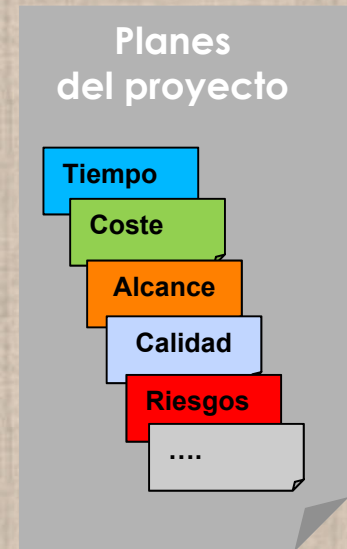 Planes
del proyecto
Tiempo
Coste
Alcance
Calidad
Riesgos
....